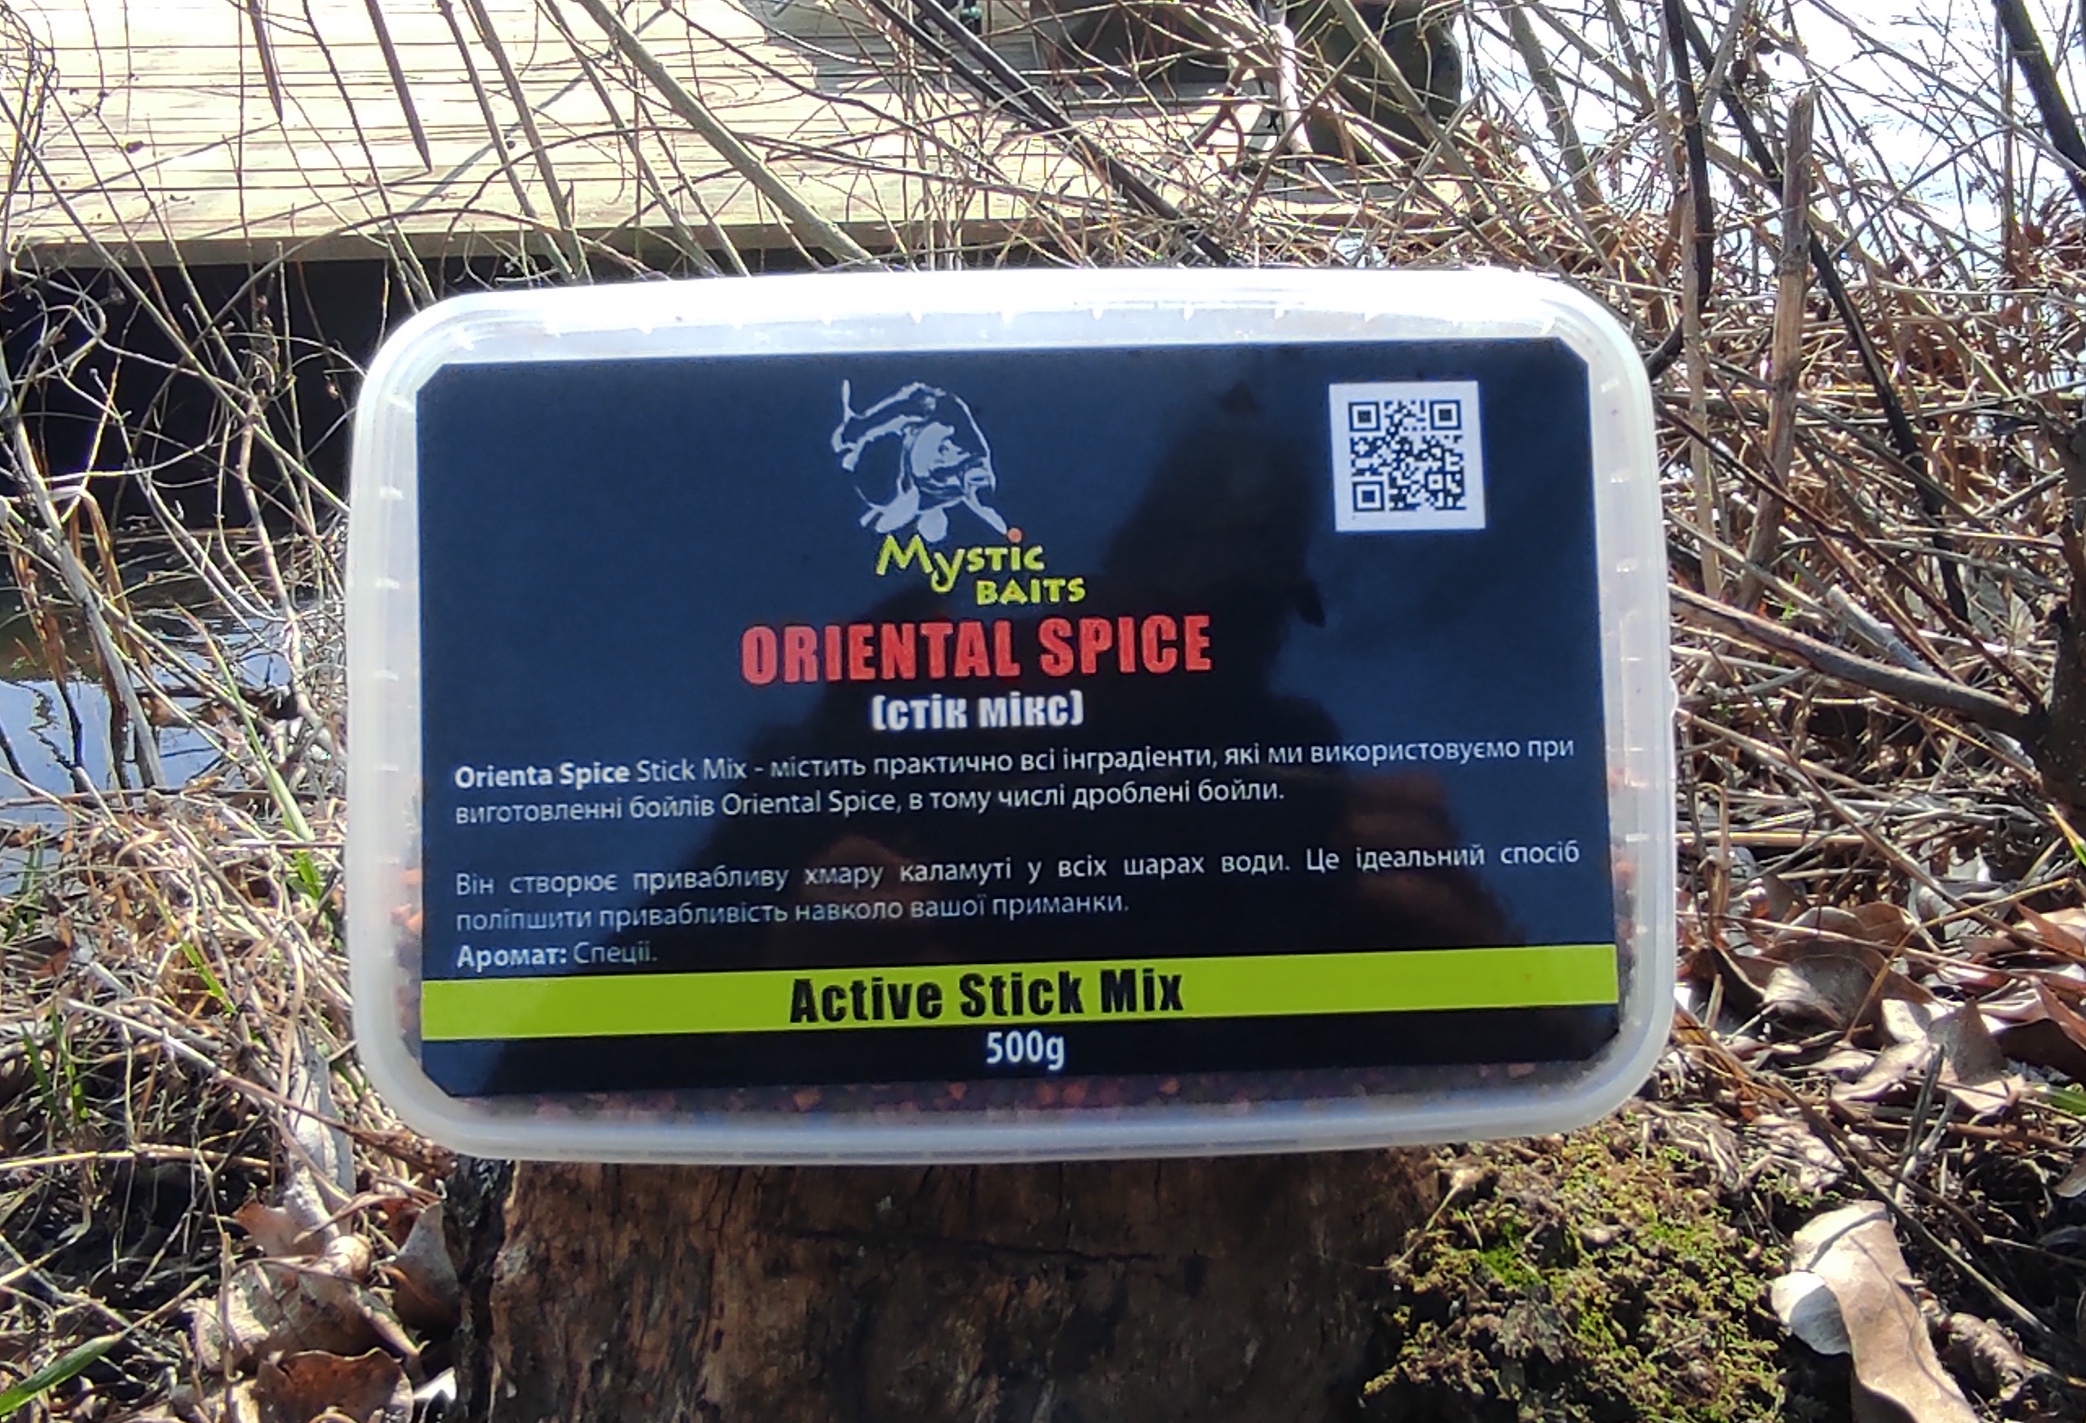 Mystic
BAITS
ORIENTAL SPICE
(стік мікс)
Orienta Spice Stick Mix - містить практично всі інградіенти, які ми використовуємо при
виготовленні бойлів Oriental Spice, в тому числі дроблені бойли.
Він створює привабливу хмару каламуті у всіх шарах води. Це ідеальний спосіб
поліпшити привабливість навколо вашої приманки.
Аромат: Спеції.
Active Stick Mix
500g